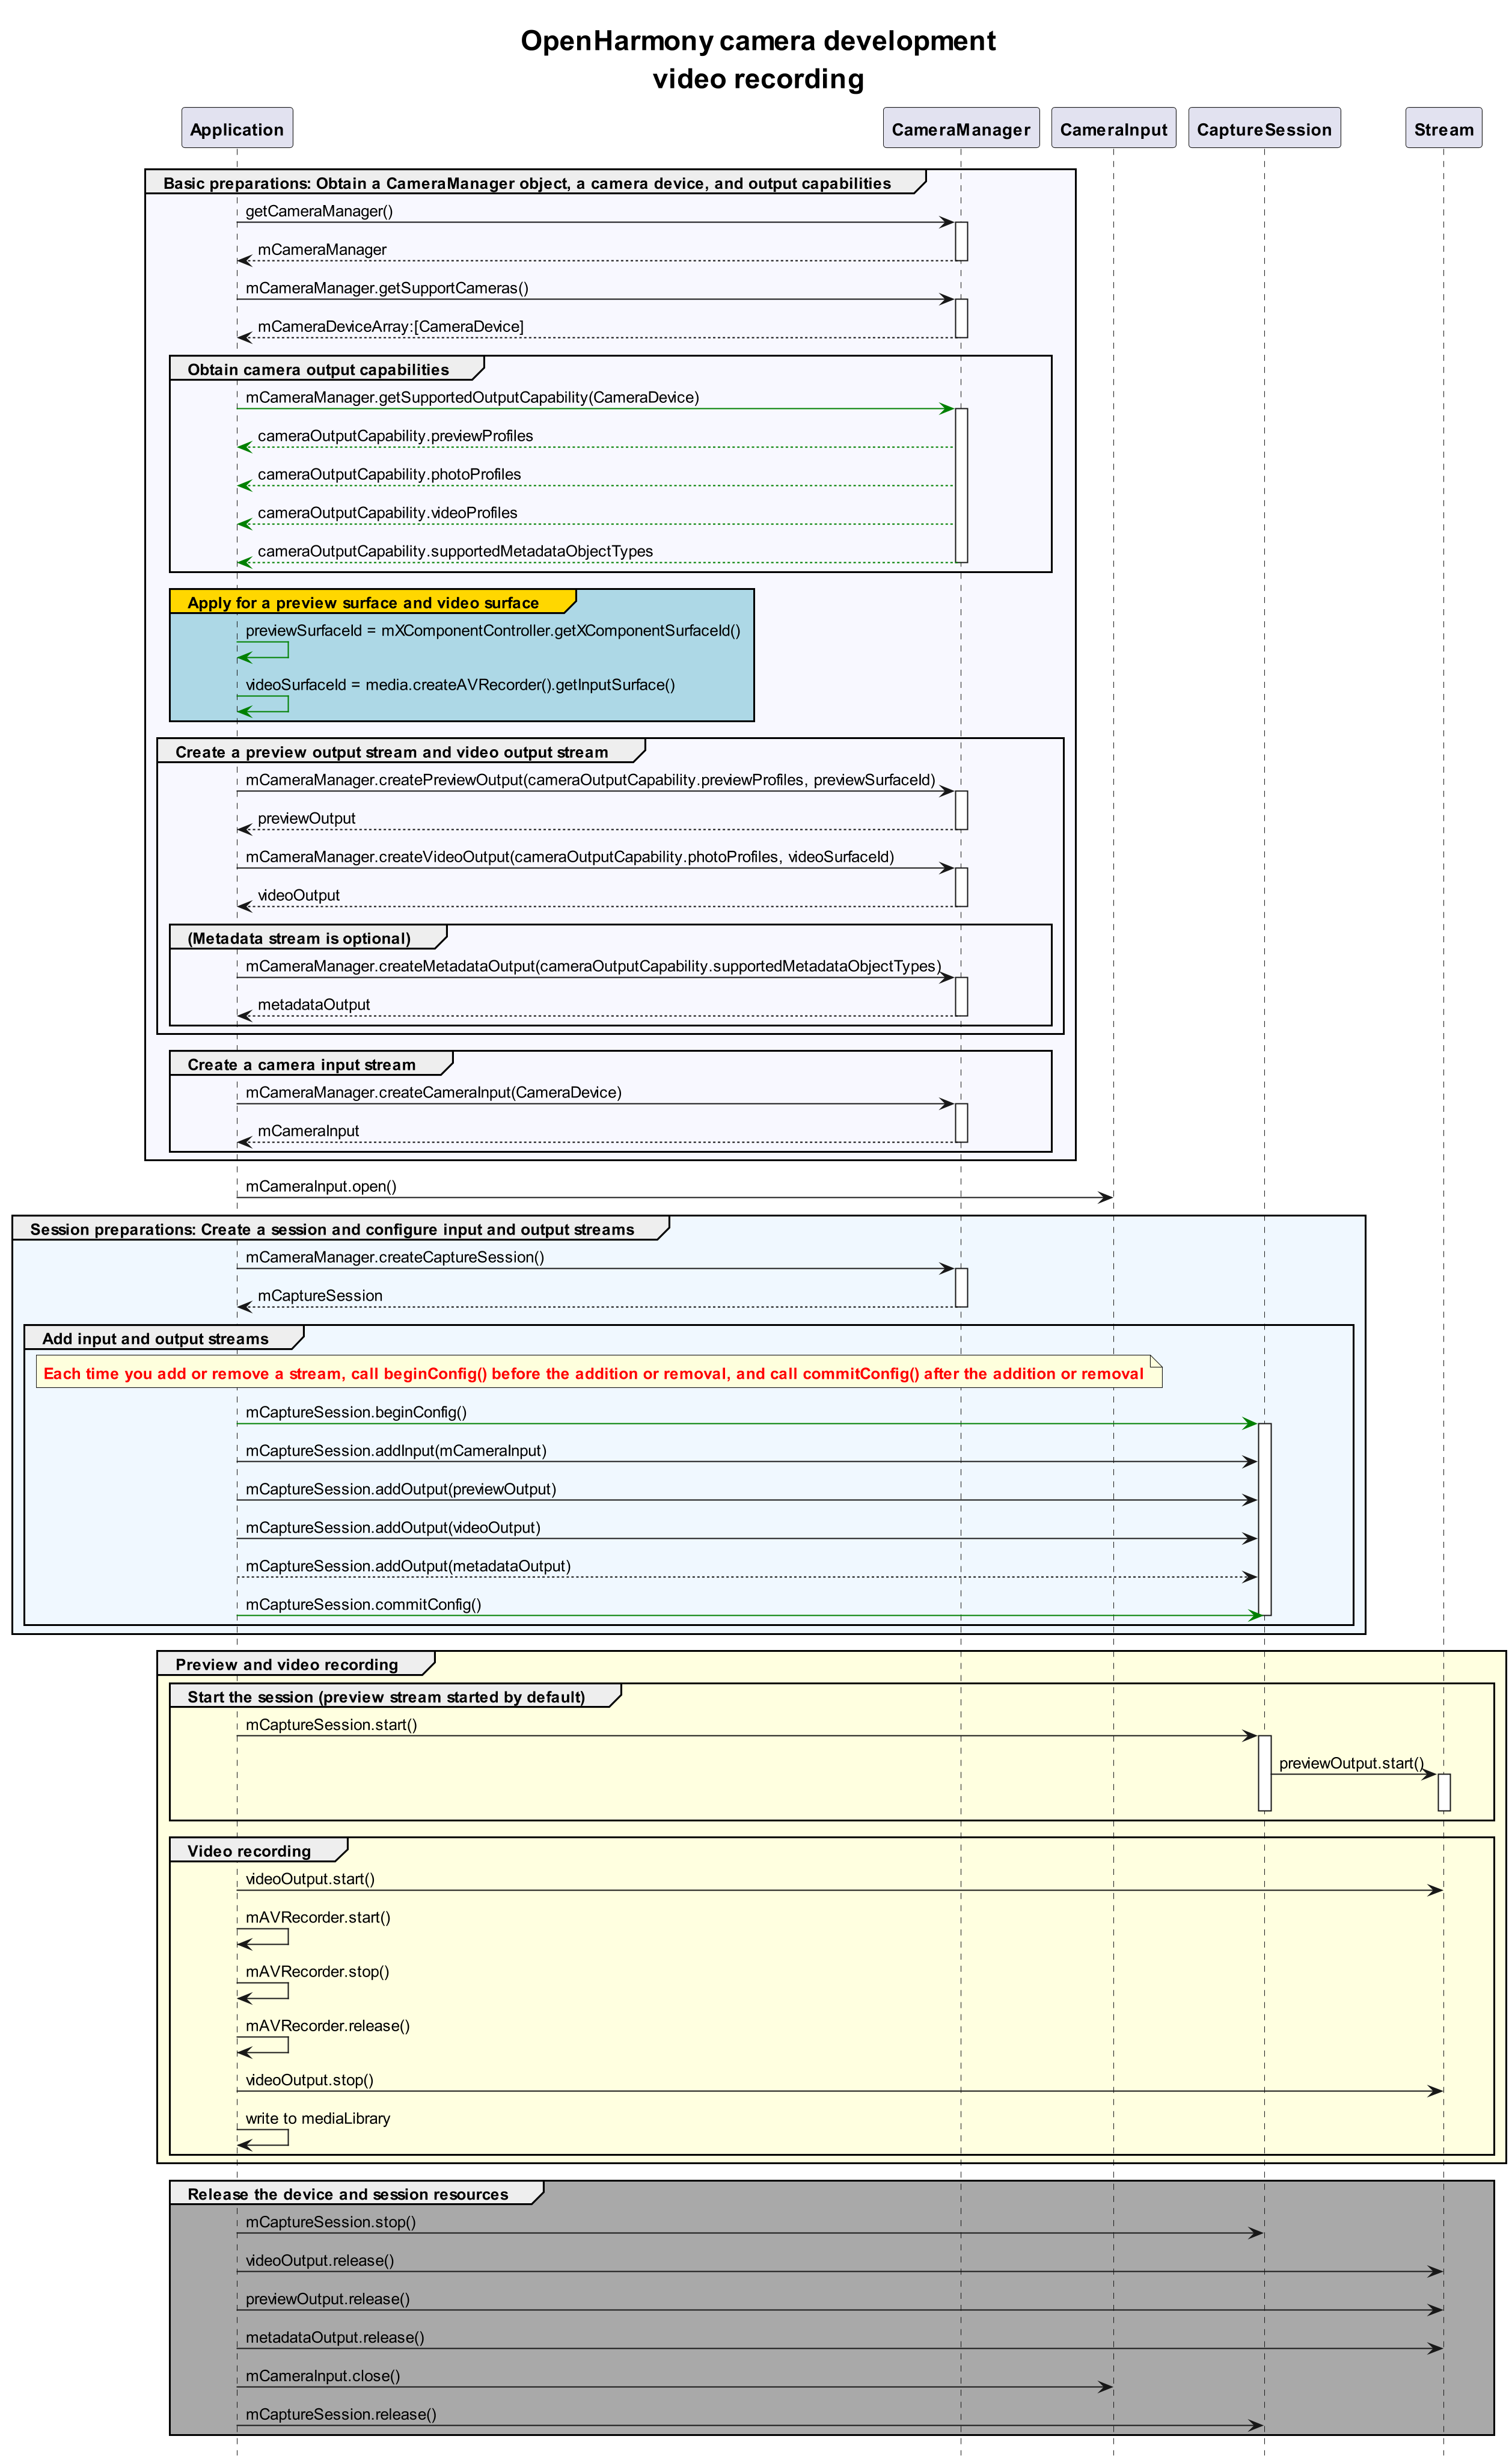 OpenHarmony camera development
video recording
Application
CameraManager
CameraInput
CaptureSession
Stream
Basic preparations: Obtain a CameraManager object, a camera device, and output capabilities
getCameraManager()
mCameraManager
mCameraManager.getSupportCameras()
mCameraDeviceArray:[CameraDevice]
Obtain camera output capabilities
mCameraManager.getSupportedOutputCapability(CameraDevice)
cameraOutputCapability.previewProfiles
cameraOutputCapability.photoProfiles
cameraOutputCapability.videoProfiles
cameraOutputCapability.supportedMetadataObjectTypes
Apply for a preview surface and video surface
previewSurfaceId = mXComponentController.getXComponentSurfaceId()
videoSurfaceId = media.createAVRecorder().getInputSurface()
Create a preview output stream and video output stream
mCameraManager.createPreviewOutput(cameraOutputCapability.previewProfiles, previewSurfaceId)
previewOutput
mCameraManager.createVideoOutput(cameraOutputCapability.photoProfiles, videoSurfaceId)
videoOutput
(Metadata stream is optional)
mCameraManager.createMetadataOutput(cameraOutputCapability.supportedMetadataObjectTypes)
metadataOutput
Create a camera input stream
mCameraManager.createCameraInput(CameraDevice)
mCameraInput
mCameraInput.open()
Session preparations: Create a session and configure input and output streams
mCameraManager.createCaptureSession()
mCaptureSession
Add input and output streams
Each time you add or remove a stream, call beginConfig() before the addition or removal, and call commitConfig() after the addition or removal
mCaptureSession.beginConfig()
mCaptureSession.addInput(mCameraInput)
mCaptureSession.addOutput(previewOutput)
mCaptureSession.addOutput(videoOutput)
mCaptureSession.addOutput(metadataOutput)
mCaptureSession.commitConfig()
Preview and video recording
Start the session (preview stream started by default)
mCaptureSession.start()
previewOutput.start()
Video recording
videoOutput.start()
mAVRecorder.start()
mAVRecorder.stop()
mAVRecorder.release()
videoOutput.stop()
write to mediaLibrary
Release the device and session resources
mCaptureSession.stop()
videoOutput.release()
previewOutput.release()
metadataOutput.release()
mCameraInput.close()
mCaptureSession.release()